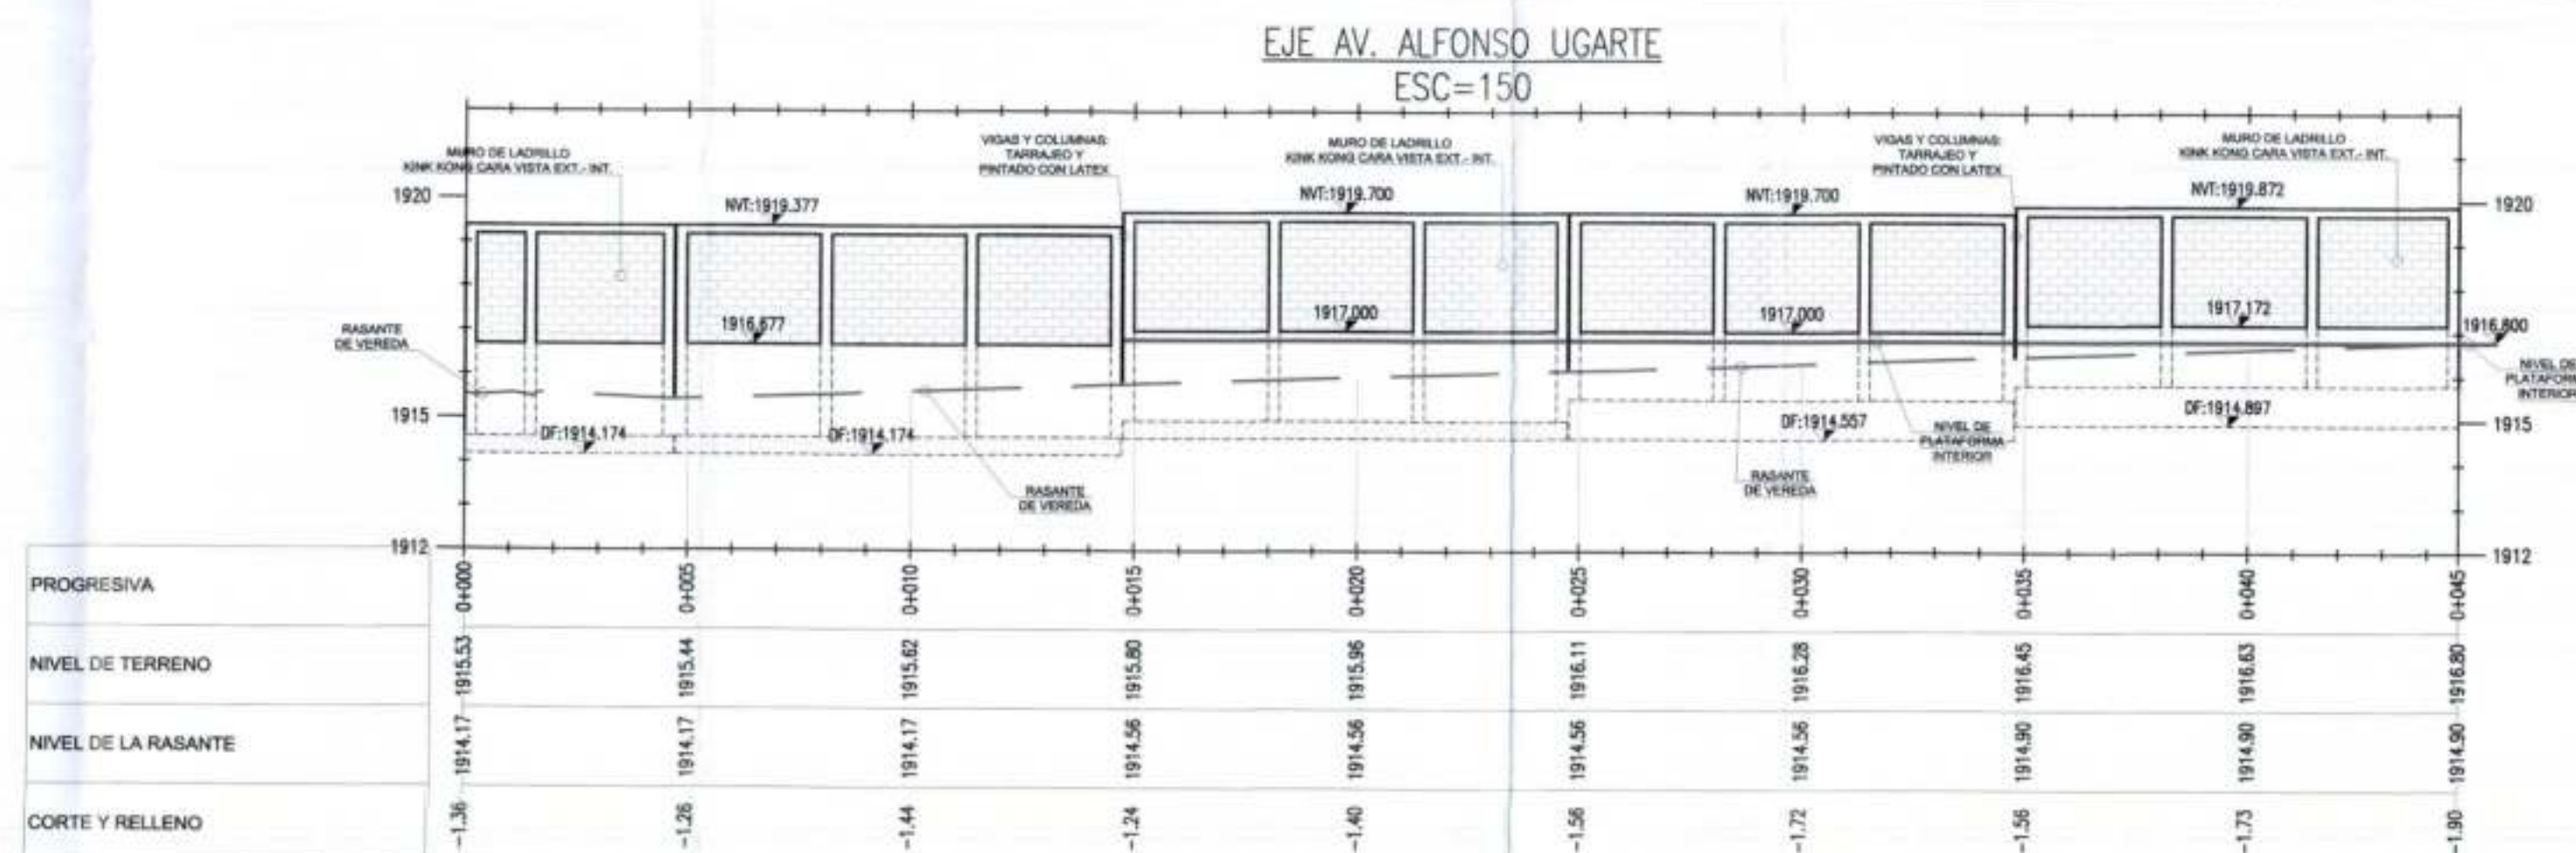 EJE AV. ALFONSO UGARTE
ESC=150
MURO DE LADRILLO
KINK KONG CARA VISTA EXT.- INT.
VIGAS Y COLUMNAS:
TARRAJEO Y
PINTADO CON LATEX
MURO DE LADRILLO
KINK KONG CARA VISTA EXT.- INT.
VIGAS Y COLUMNAS:
TARRAJEO Y
PINTADO CON LATEX
MURO DE LADRILLO
KINK KONG CARA VISTA EXT.- INT.
1920
NVT:1919.377
NVT:1919.700
NVT:1919.700
NVT:1919.872
1920
RASANTE
DE VEREDA
1916.677
1917.000
1917.000
1917.172
1916.800
NIVEL DE
PLATAFORM
INTERIOR
1915
DF:1914.174
DF:1914.174
DF:1914.557
NIVEL DE
PLATAFORMA
INTERIOR
DF:1914.897
1915
RASANTE
DE VEREDA
RASANTE
DE VEREDA
1912
1912
PROGRESIVA 0+000 0+005 0+010 0+015 0+020 0+025 0+030 0+035 0+040 0+045
NIVEL DE TERRENO 1915.53 1915.44 1915.62 1915.80 1915.96 1916.11 1916.28 1916.45 1916.63 1916.80
NIVEL DE LA RASANTE 1914.17 1914.17 1914.17 1914.56 1914.56 1914.56 1914.56 1914.90 1914.90 1914.90
CORTE Y RELLENO -1.36 -1.26 -1.44 -1.24 -1.40 -1.56 -1.72 -1.56 -1.73 -1.90